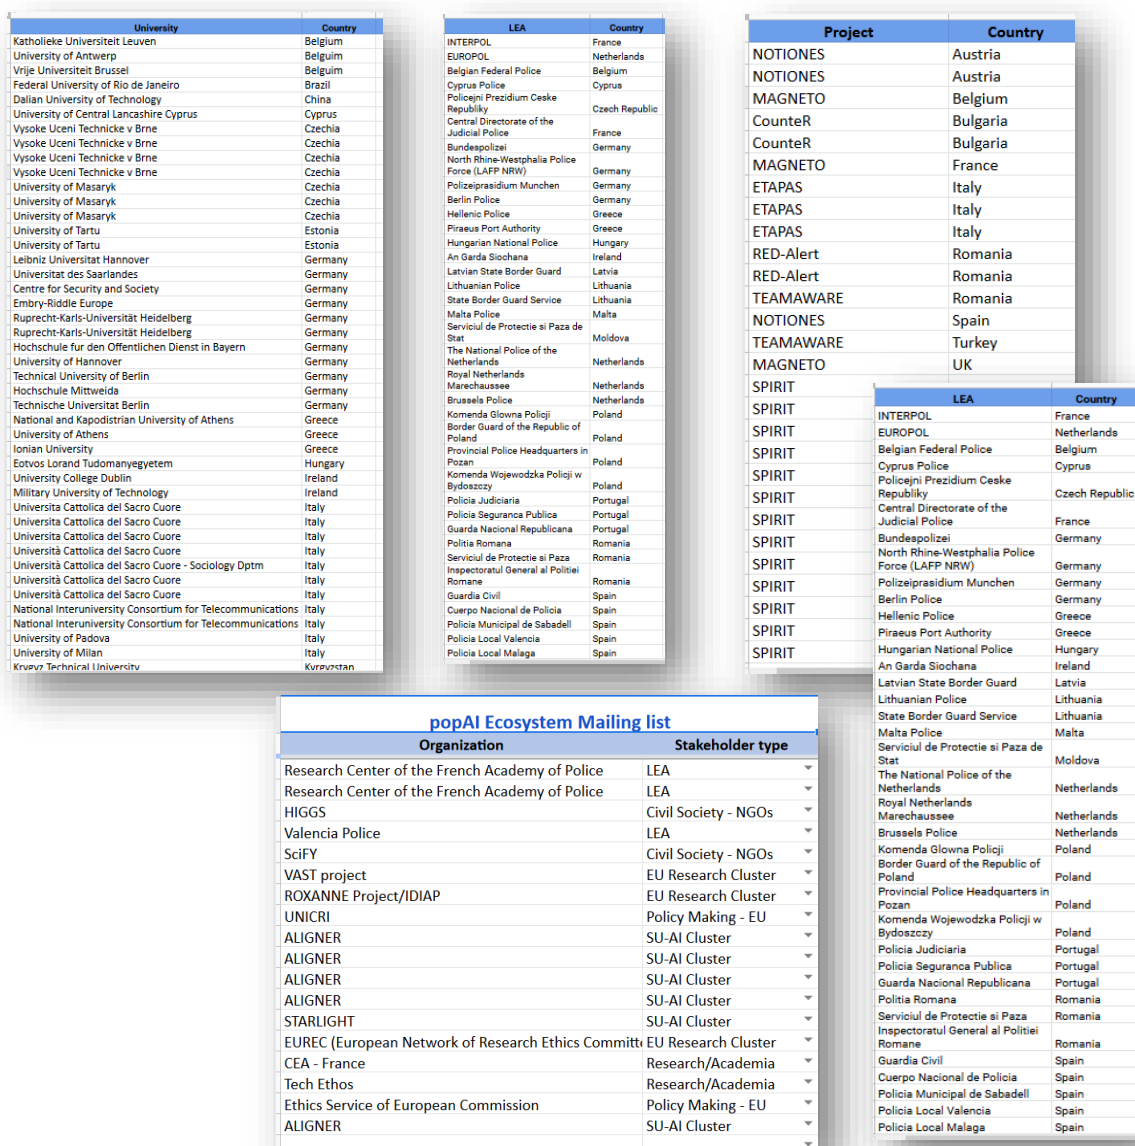 University Country
Katholieke Universiteit Leuven Belgium
University of Antwerp Belguim
Vrije Universiteit Brussel Belguim
Federal University of Rio de Janeiro Brazil
Dalian University of Technology China
University of Central Lancashire Cyprus Cyprus
Vysoke Uceni Technicke v Brne Czechia
Vysoke Uceni Technicke v Brne Czechia
Vysoke Uceni Technicke v Brne Czechia
Vysoke Uceni Technicke v Brne Czechia
University of Masaryk Czechia
University of Masaryk Czechia
University of Masaryk Czechia
University of Tartu Estonia
University of Tartu Estonia
Leibniz Universitat Hannover Germany
Universitat des Saarlandes Germany
Centre for Security and Society Germany
Embry-Riddle Europe Germany
Ruprecht-Karls-Universität Heidelberg Germany
Ruprecht-Karls-Universität Heidelberg Germany
Hochschule fur den Offentlichen Dienst in Bayern Germany
University of Hannover Germany
Technical University of Berlin Germany
Hochschule Mittweida Germany
Technische Universitat Berlin Germany
National and Kapodistrian University of Athens Greece
University of Athens Greece
Ionian University Greece
Eotvos Lorand Tudomanyegyetem Hungary
University College Dublin Ireland
Military University of Technology Ireland
Universita Cattolica del Sacro Cuore Italy
Universita Cattolica del Sacro Cuore Italy
Università Cattolica del Sacro Cuore Italy
Università Cattolica del Sacro Cuore Italy
Università Cattolica del Sacro Cuore - Sociology Dptm Italy
Università Cattolica del Sacro Cuore Italy
Università Cattolica del Sacro Cuore Italy
National Interuniversity Consortium for Telecommunications Italy
National Interuniversity Consortium for Telecommunications Italy
University of Padova Italy
University of Milan Italy
Krygyz Technical University Kyrgyzstan
LEA Country
INTERPOL France
EUROPOL Netherlands
Belgian Federal Police Belgium
Cyprus Police Cyprus
Policejni Prezidium Ceske
Republiky Czech Republic
Central Directorate of the
Judicial Police France
Bundespolizei Germany
North Rhine-Westphalia Police
Force (LAFP NRW) Germany
Polizeiprasidium Munchen Germany
Berlin Police Germany
Hellenic Police Greece
Piraeus Port Authority Greece
Hungarian National Police Hungary
An Garda Siochana Ireland
Latvian State Border Guard Latvia
Lithuanian Police Lithuania
State Border Guard Service Lithuania
Malta Police Malta
Serviciul de Protectie si Paza de
Stat Moldova
The National Police of the
Netherlands Netherlands
Royal Netherlands
Marechaussee Netherlands
Brussels Police Netherlands
Komenda Glowna Policji Poland
Border Guard of the Republic of
Poland Poland
Provincial Police Headquarters in
Pozan Poland
Komenda Wojewodzka Policji w
Bydoszczy Poland
Policia Judiciaria Portugal
Policia Seguranca Publica Portugal
Guarda Nacional Republicana Portugal
Politia Romana Romania
Serviciul de Protectie si Paza Romania
Inspectoratul General al Politiei
Romane Romania
Guardia Civil Spain
Cuerpo Nacional de Policia Spain
Policia Municipal de Sabadell Spain
Policia Local Valencia Spain
Policia Local Malaga Spain
Project Country
NOTIONES Austria
NOTIONES Austria
MAGNETO Belgium
CounteR Bulgaria
CounteR Bulgaria
MAGNETO France
ETAPAS Italy
ETAPAS Italy
ETAPAS Italy
RED-Alert Romania
RED-Alert Romania
TEAMAWARE Romania
NOTIONES Spain
TEAMAWARE Turkey
MAGNETO UK
SPIRIT
SPIRIT
SPIRIT
SPIRIT
SPIRIT
SPIRIT
SPIRIT
SPIRIT
SPIRIT
SPIRIT
SPIRIT
SPIRIT
SPIRIT
LEA Country
INTERPOL France
EUROPOL Netherlands
Belgian Federal Police Belgium
Cyprus Police Cyprus
Policejni Prezidium Ceske
Republiky Czech Republic
Central Directorate of the
Judicial Police France
Bundespolizei Germany
North Rhine-Westphalia Police
Force (LAFP NRW) Germany
Polizeiprasidium Munchen Germany
Berlin Police Germany
Hellenic Police Greece
Piraeus Port Authority Greece
Hungarian National Police Hungary
An Garda Siochana Ireland
Latvian State Border Guard Latvia
Lithuanian Police Lithuania
State Border Guard Service Lithuania
Malta Police Malta
Serviciul de Protectie si Paza de
Stat Moldova
The National Police of the
Netherlands Netherlands
Royal Netherlands
Marechaussee Netherlands
Brussels Police Netherlands
Komenda Glowna Policji Poland
Border Guard of the Republic of
Poland Poland
Provincial Police Headquarters in
Pozan Poland
Komenda Wojewodzka Policji w
Bydoszczy Poland
Policia Judiciaria Portugal
Policia Seguranca Publica Portugal
Guarda Nacional Republicana Portugal
Politia Romana Romania
Serviciul de Protectie si Paza Romania
Inspectoratul General al Politiei
Romane Romania
Guardia Civil Spain
Cuerpo Nacional de Policia Spain
Policia Municipal de Sabadell Spain
Policia Local Valencia Spain
Policia Local Malaga Spain
popAI Ecosystem Mailing list
Organization Stakeholder type
Research Center of the French Academy of Police LEA
Research Center of the French Academy of Police LEA
HIGGS Civil Society - NGOs
Valencia Police LEA
SciFY Civil Society - NGOs
VAST project EU Research Cluster
ROXANNE Project/IDIAP EU Research Cluster
UNICRI Policy Making - EU
ALIGNER SU-AI Cluster
ALIGNER SU-AI Cluster
ALIGNER SU-AI Cluster
ALIGNER SU-AI Cluster
STARLIGHT SU-AI Cluster
EUREC (European Network of Research Ethics Committe EU Research Cluster
CEA - France Research/Academia
Tech Ethos Research/Academia
Ethics Service of European Commission Policy Making - EU
ALIGNER SU-AI Cluster